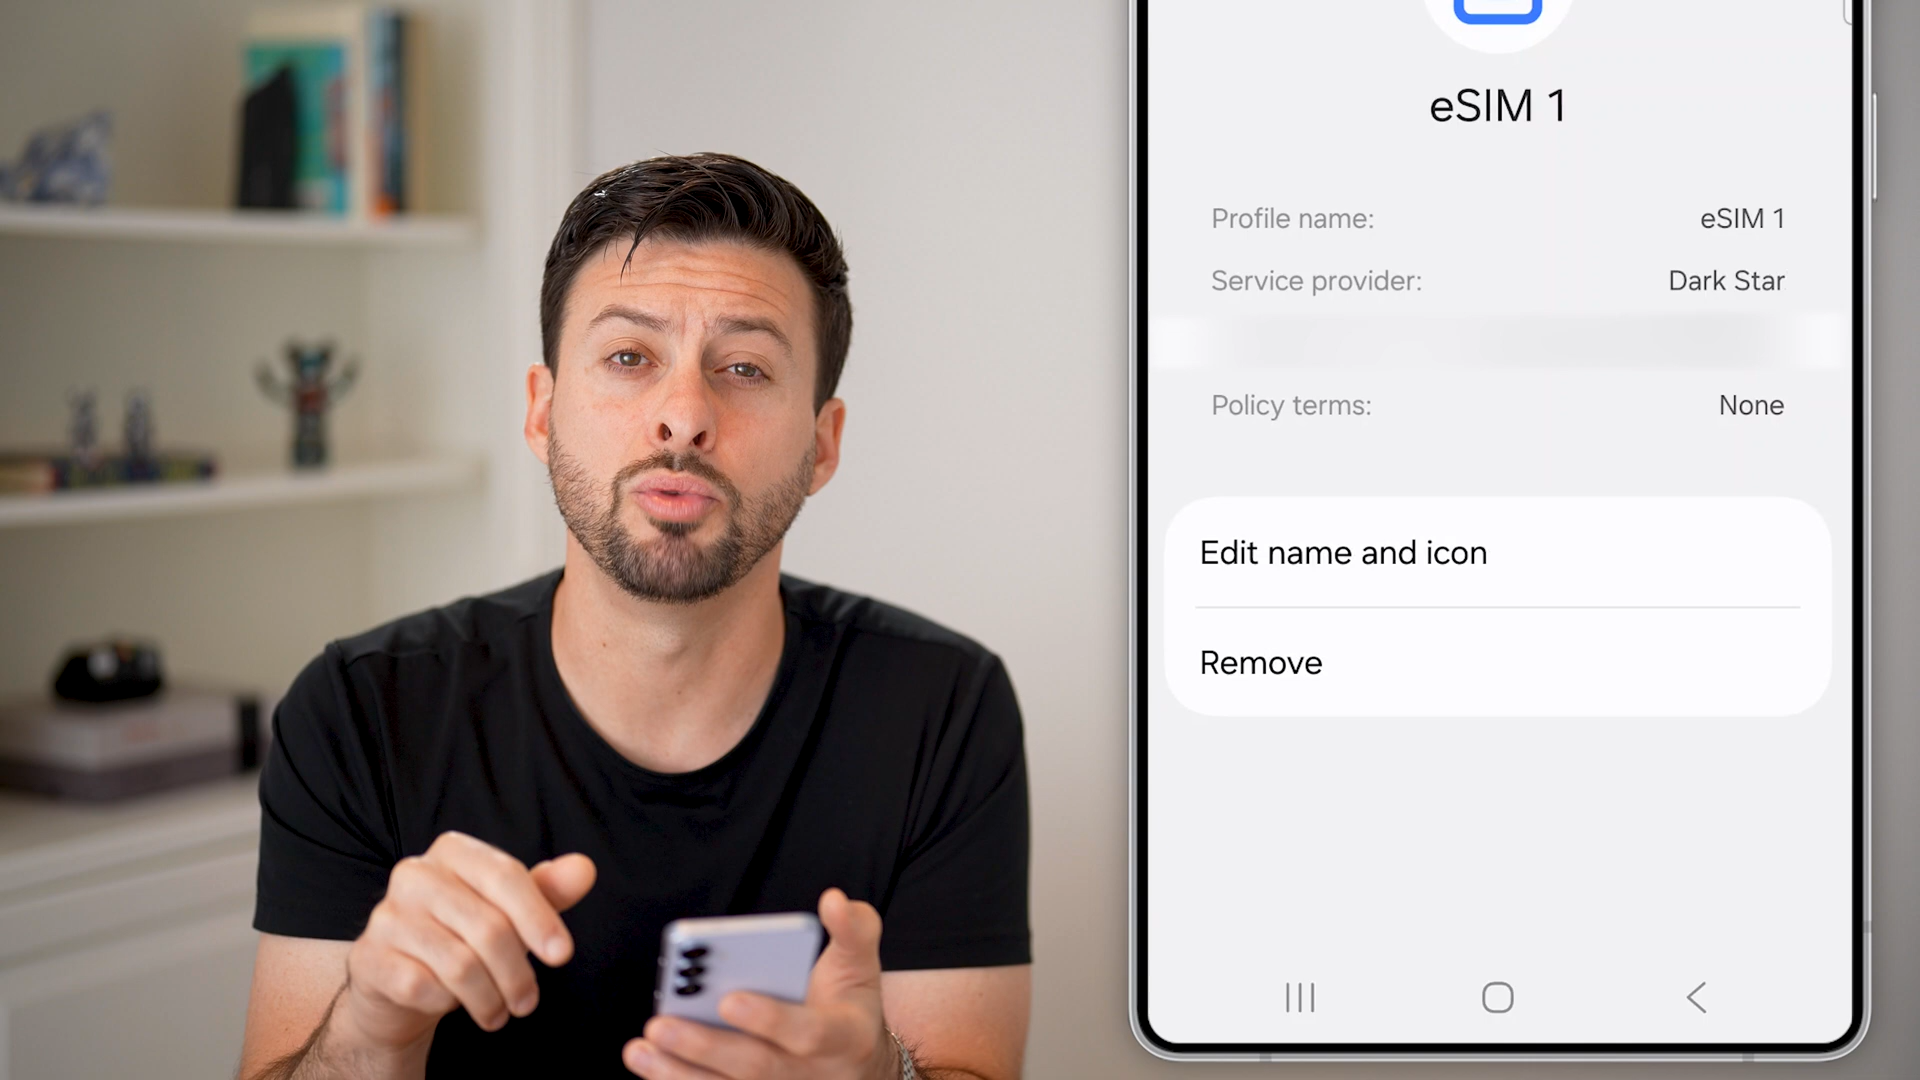 eSIM 1
Profile name: eSIM 1
Service provider: Dark Star
Policy terms: None
Edit name and icon
Remove